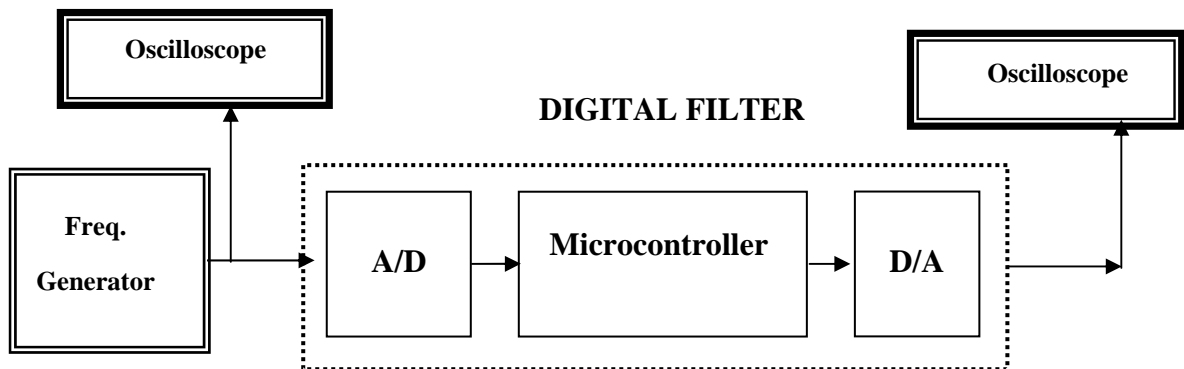 Oscilloscope
Oscilloscope
DIGITAL FILTER
Freq.
Generator
A/D
Microcontroller
D/A